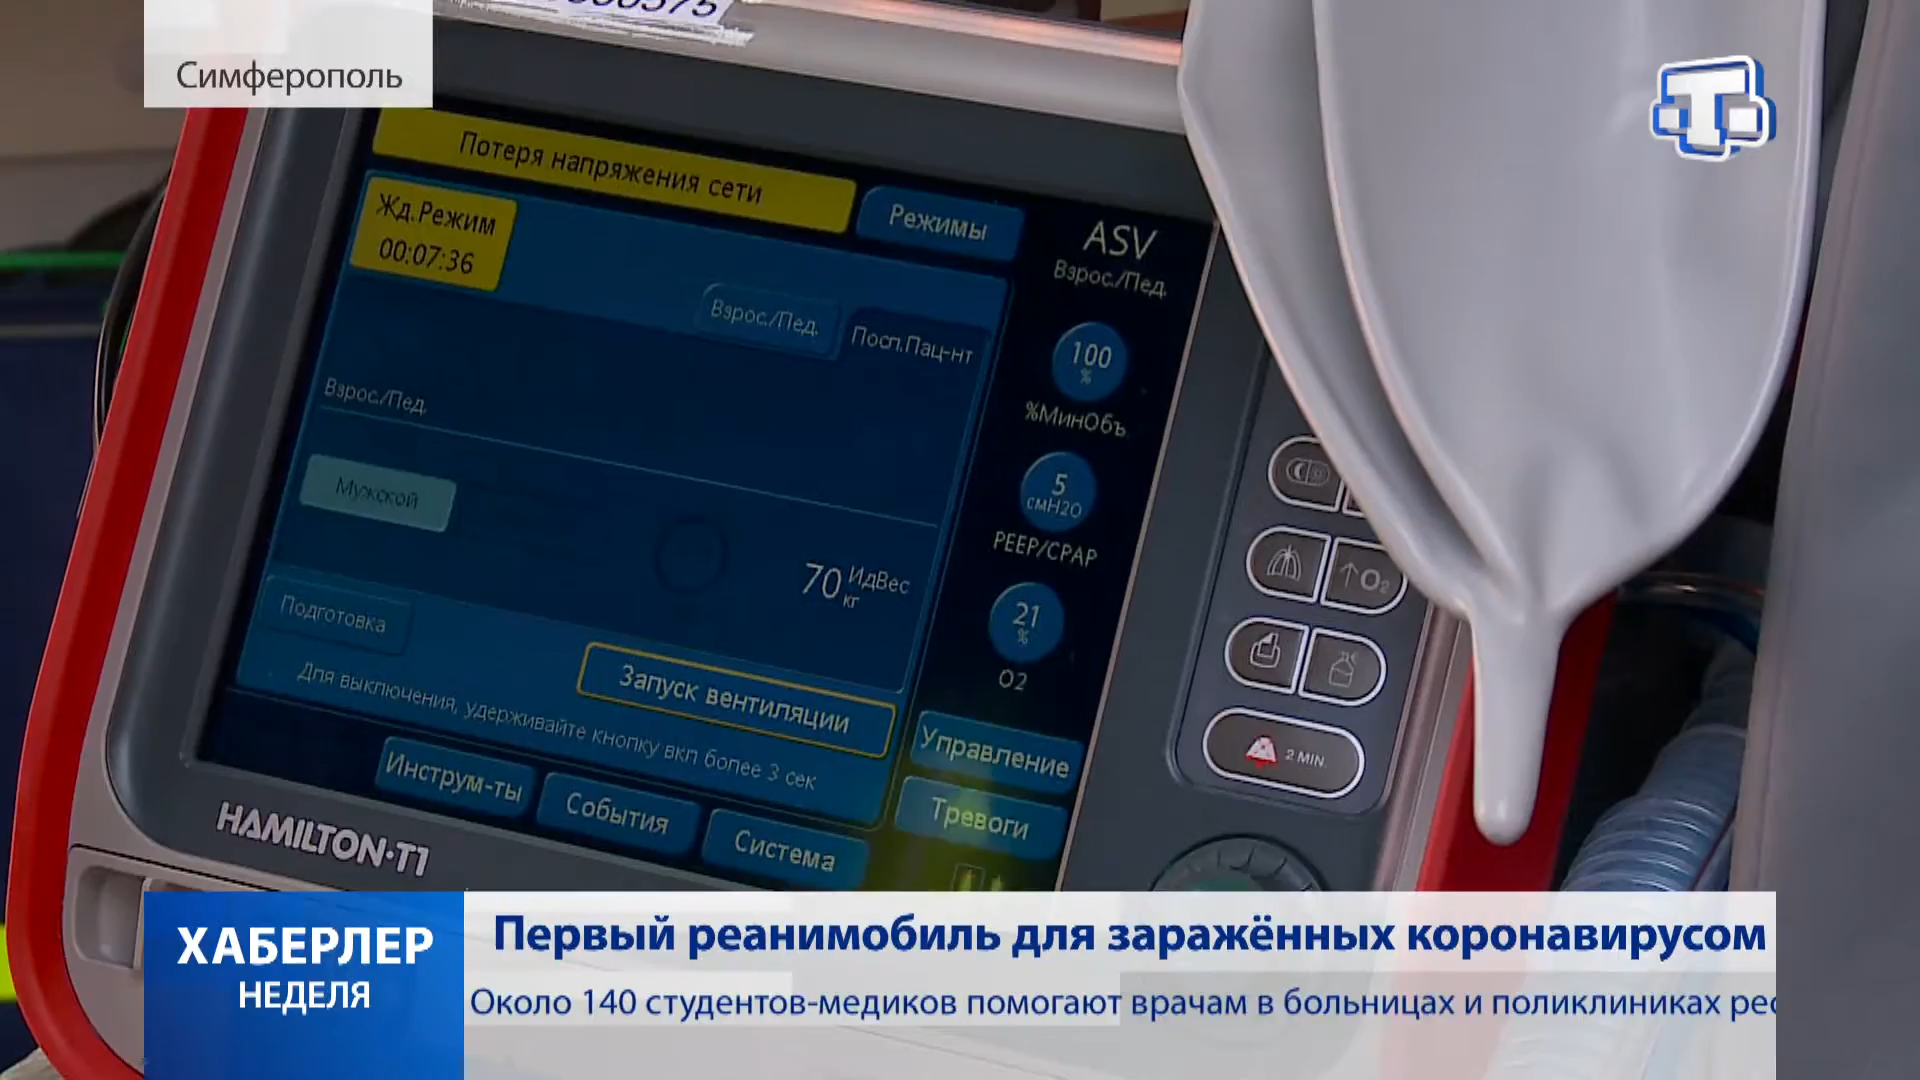 Симферополь
Потеря напряжения сети
Режимы
Жд.Режим
00:07:36
ASV
Взрос./Пед.
Взрос./Пед.
Посп.Пац-нт
100
%
%МинОбъ.
Взрос./Пед.
Мужской
5
смH2O
PEEP/CPAP
70 ИдВес
кг
21
%
O2
Подготовка
Запуск вентиляции
Для выключения, удерживайте кнопку вкл более 3 сек
Управление
Инструм-ты
События
Система
Тревоги
↑O₂
2 MIN.
HAMILTON·T1
ХАБЕРЛЕР
НЕДЕЛЯ
Первый реанимобиль для заражённых коронавирусом
Около 140 студентов-медиков помогают врачам в больницах и поликлиниках